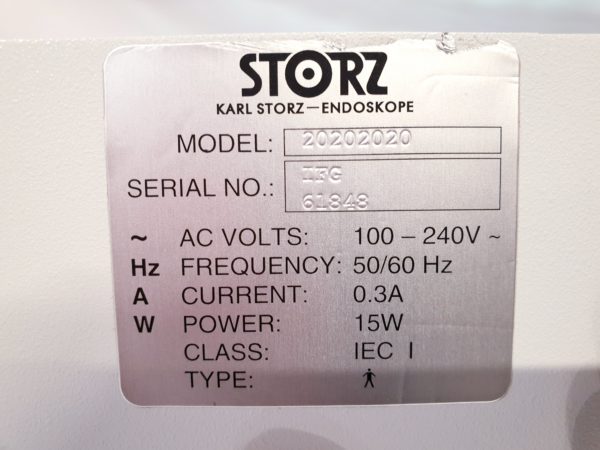 STORZ
KARL STORZ—ENDOSKOPE
MODEL: 20202020
SERIAL NO.: IFG
61848
~ AC VOLTS: 100 – 240V ~
Hz FREQUENCY: 50/60 Hz
A CURRENT: 0.3A
W POWER: 15W
CLASS: IEC I
TYPE: